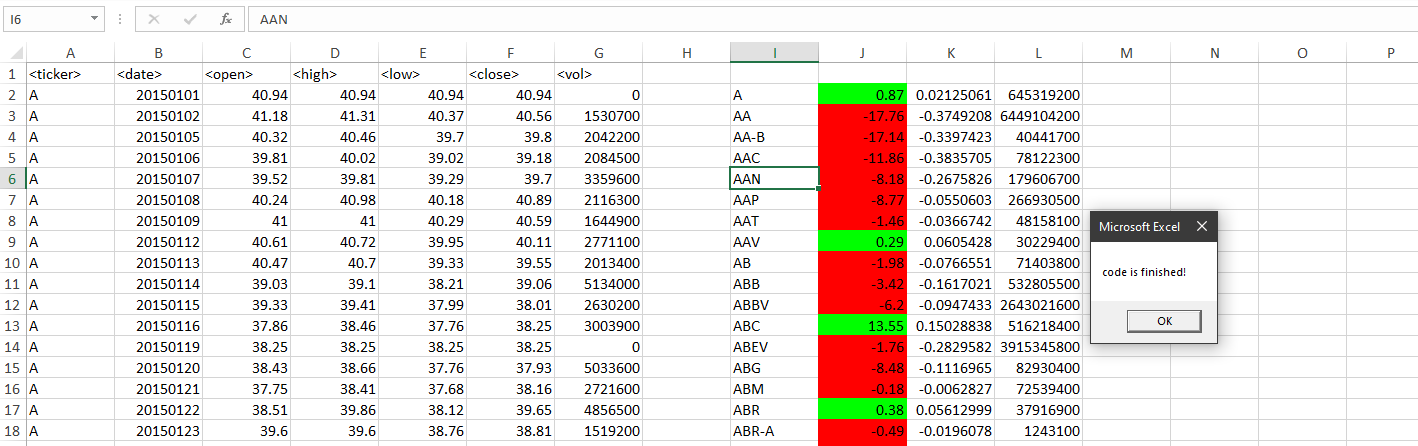 I6 fx AAN
A B C D E F G H I J K L M N O P
1 <ticker> <date> <open> <high> <low> <close> <vol>
2 A 20150101 40.94 40.94 40.94 40.94 0 A 0.87 0.02125061 645319200
3 A 20150102 41.18 41.31 40.37 40.56 1530700 AA -17.76 -0.3749208 6449104200
4 A 20150105 40.32 40.46 39.7 39.8 2042200 AA-B -17.14 -0.3397423 40441700
5 A 20150106 39.81 40.02 39.02 39.18 2084500 AAC -11.86 -0.3835705 78122300
6 A 20150107 39.52 39.81 39.29 39.7 3359600 AAN -8.18 -0.2675826 179606700
7 A 20150108 40.24 40.98 40.18 40.89 2116300 AAP -8.77 -0.0550603 266930500
8 A 20150109 41 41 40.29 40.59 1644900 AAT -1.46 -0.0366742 48158100
9 A 20150112 40.61 40.72 39.95 40.11 2771100 AAV 0.29 0.0605428 30229400
10 A 20150113 40.47 40.7 39.33 39.55 2013400 AB -1.98 -0.0766551 71403800
11 A 20150114 39.03 39.1 38.21 39.06 5134000 ABB -3.42 -0.1617021 532805500
12 A 20150115 39.33 39.41 37.99 38.01 2630200 ABBV -6.2 -0.0947433 2643021600
13 A 20150116 37.86 38.46 37.76 38.25 3003900 ABC 13.55 0.15028838 516218400
14 A 20150119 38.25 38.25 38.25 38.25 0 ABEV -1.76 -0.2829582 3915345800
15 A 20150120 38.43 38.66 37.76 37.93 5033600 ABG -8.48 -0.1116965 82930400
16 A 20150121 37.75 38.41 37.68 38.16 2721600 ABM -0.18 -0.0062827 72539400
17 A 20150122 38.51 39.86 38.12 39.65 4856500 ABR 0.38 0.05612999 37916900
18 A 20150123 39.6 39.6 38.76 38.81 1519200 ABR-A -0.49 -0.0196078 1243100
Microsoft Excel
code is finished!
OK